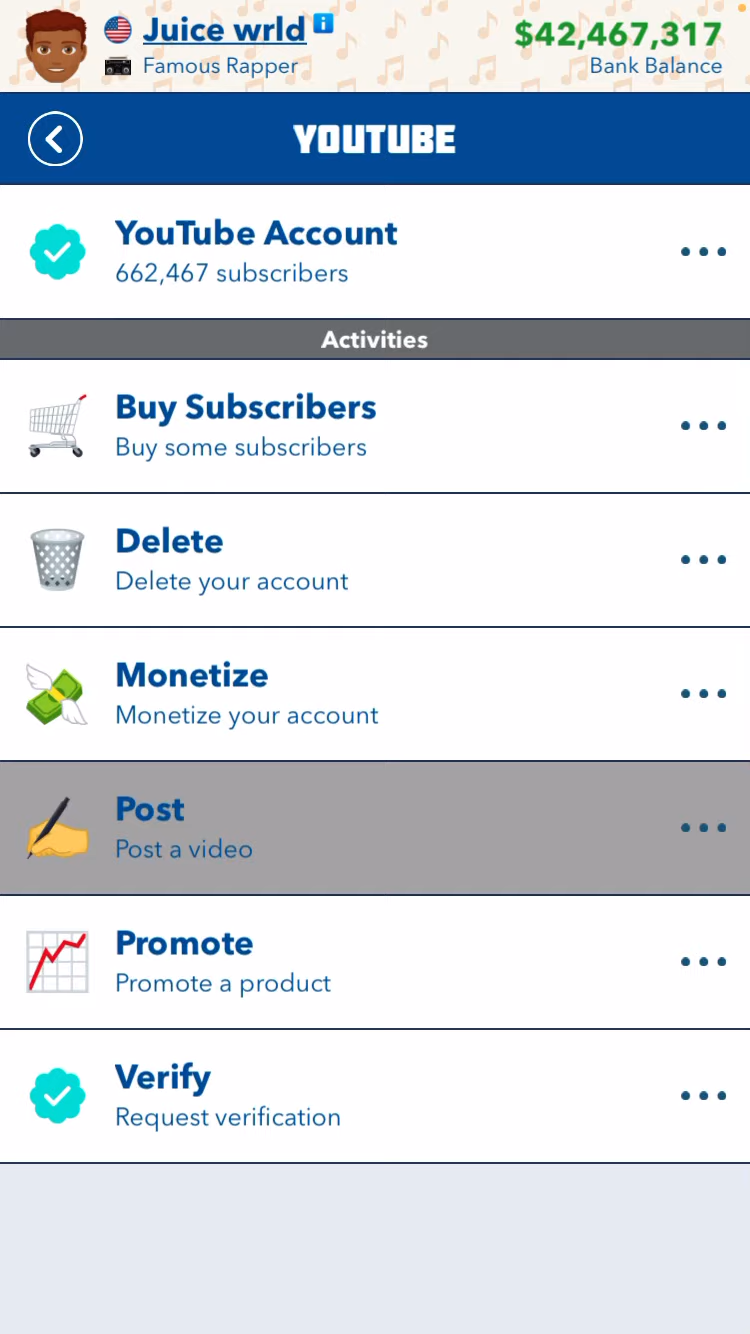 Juice wrld
$42,467,317
Famous Rapper
Bank Balance
YOUTUBE
YouTube Account
662,467 subscribers
Activities
Buy Subscribers
Buy some subscribers
Delete
Delete your account
Monetize
Monetize your account
Post
Post a video
Promote
Promote a product
Verify
Request verification